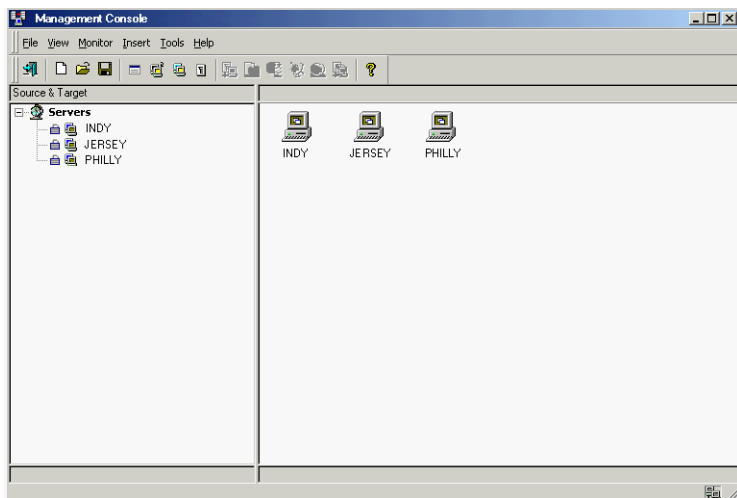 Management Console
File View Monitor Insert Tools Help
Source & Target
Servers
INDY
JERSEY
PHILLY
INDY JERSEY PHILLY